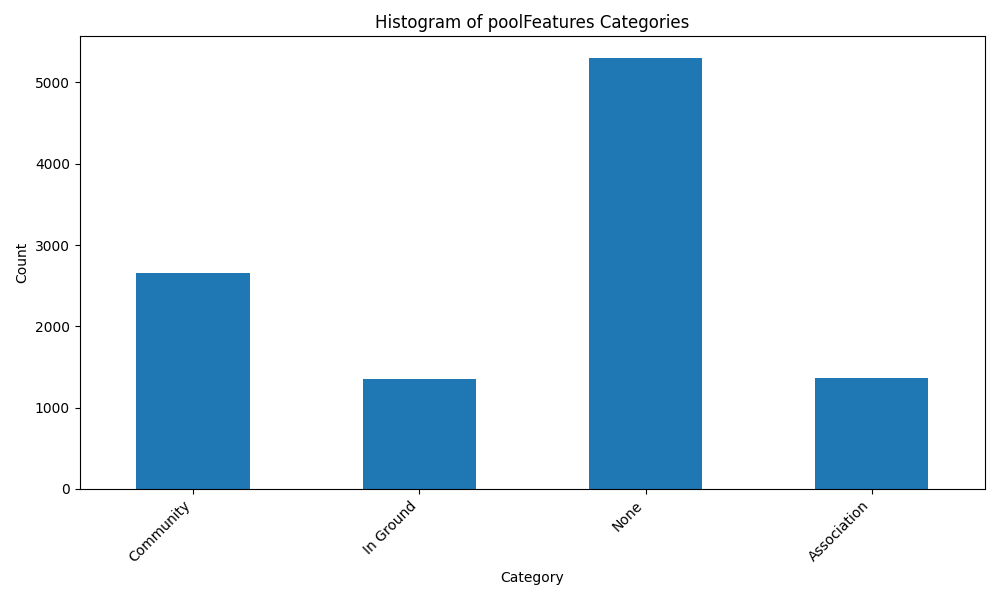 Histogram of poolFeatures Categories
5000
4000
3000
2000
1000
0
Count
Community
In Ground
None
Association
Category